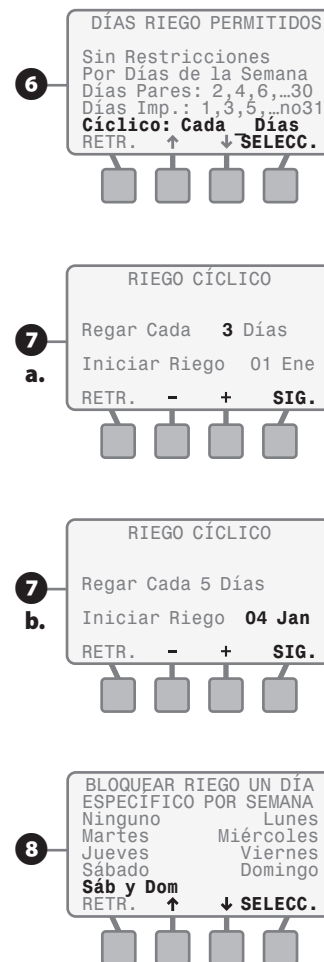 6
DÍAS RIEGO PERMITIDOS
Sin Restricciones
Por Días de la Semana
Días Pares: 2,4,6,…30
Días Imp.: 1,3,5,…no31
Cíclico: Cada _ Días
RETR. ↑ ↓ SELECC.
7
a.
RIEGO CÍCLICO
Regar Cada 3 Días
Iniciar Riego 01 Ene
RETR. - + SIG.
7
b.
RIEGO CÍCLICO
Regar Cada 5 Días
Iniciar Riego 04 Jan
RETR. - + SIG.
8
BLOQUEAR RIEGO UN DÍA
ESPECÍFICO POR SEMANA
Ninguno Lunes
Martes Miércoles
Jueves Viernes
Sábado Domingo
Sáb y Dom
RETR. ↑ ↓ SELECC.